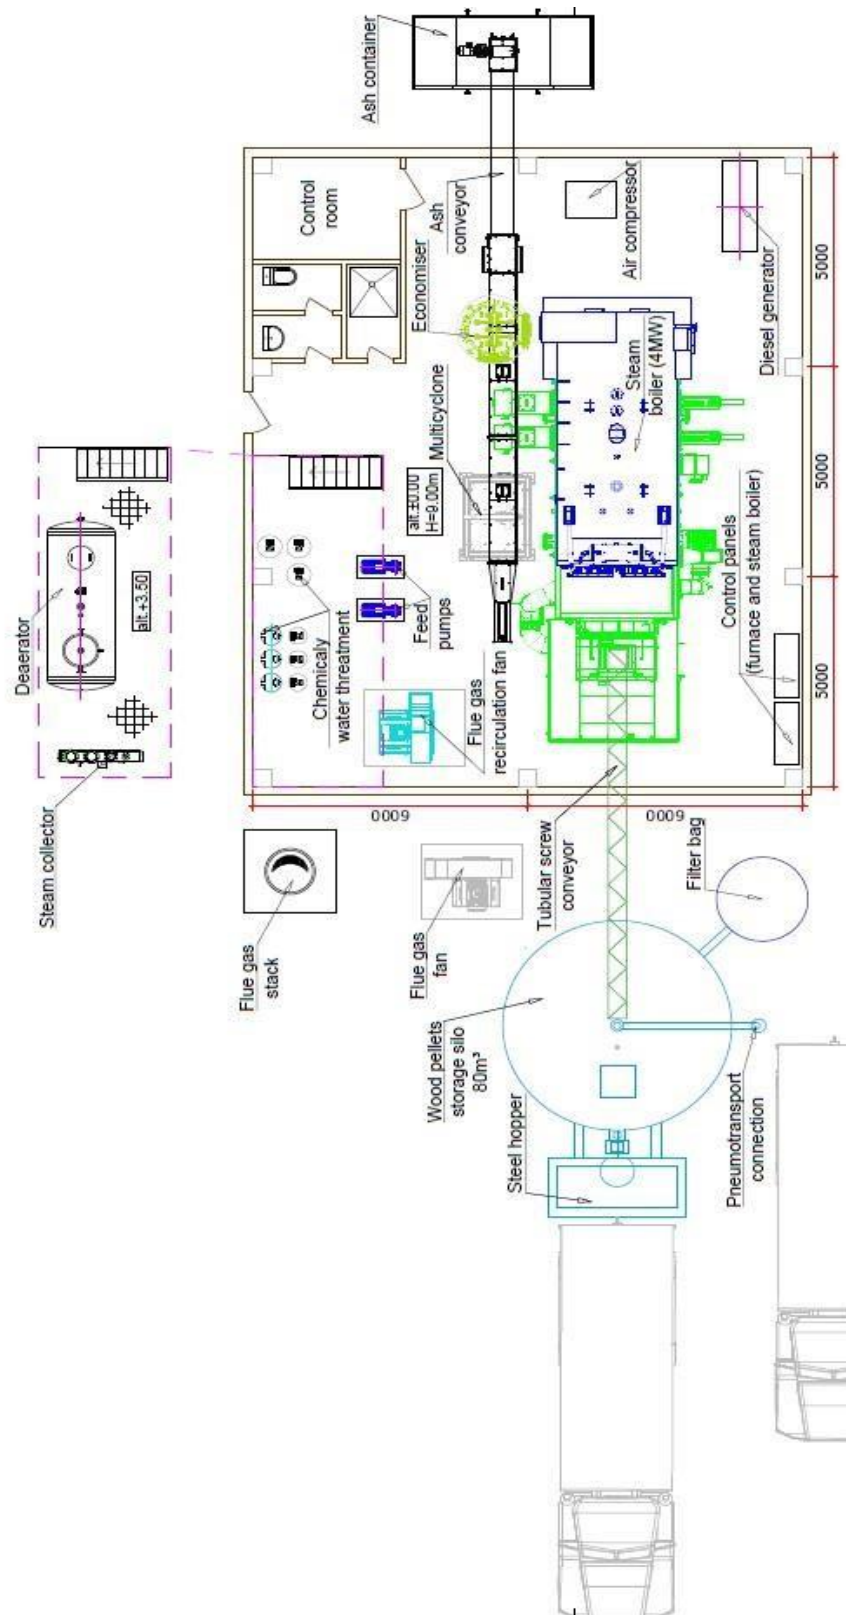 Ash container
Control
room
Ash
conveyor
Economiser
Air compressor
Diesel generator
5000
Multicyclone
Steam
boiler (4MW)
alt.±0.00
H=9.00m
5000
Deaerator
alt.+3.50
Feed
pumps
Chemicaly
water threatment
Control panels
(furnace and steam boiler)
5000
Flue gas
recirculation fan
Steam collector
6000
6000
Tubular screw
conveyor
Filter bag
Flue gas
stack
Flue gas
fan
Wood pellets
storage silo
80m³
Steel hopper
Pneumotransport
connection